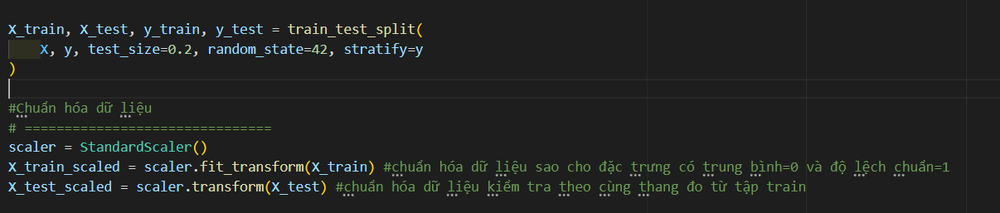 X_train, X_test, y_train, y_test = train_test_split(
    X, y, test_size=0.2, random_state=42, stratify=y
)
#Chuẩn hóa dữ liệu
# ===============================
scaler = StandardScaler()
X_train_scaled = scaler.fit_transform(X_train) #chuẩn hóa dữ liệu sao cho đặc trưng có trung bình=0 và độ lệch chuẩn=1
X_test_scaled = scaler.transform(X_test) #chuẩn hóa dữ liệu kiểm tra theo cùng thang đo từ tập train